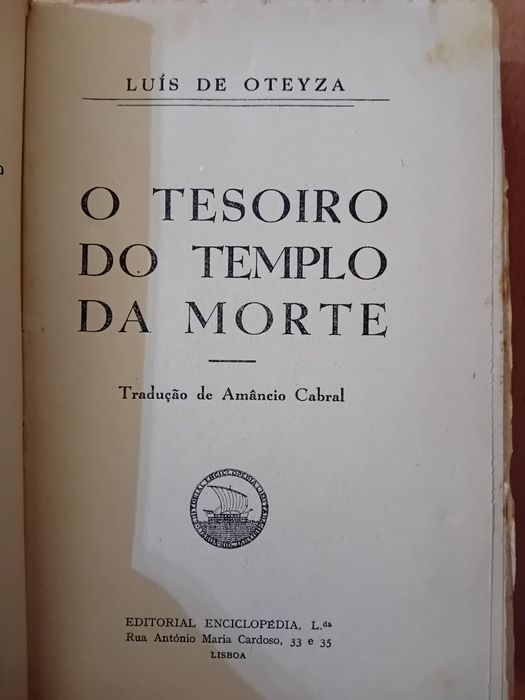 LUÍS DE OTEYZA
O TESOIRO
DO TEMPLO
DA MORTE
Tradução de Amâncio Cabral
EDITORIAL ENCICLOPÉDIA, L.da
Rua António Maria Cardoso, 33 e 35
LISBOA